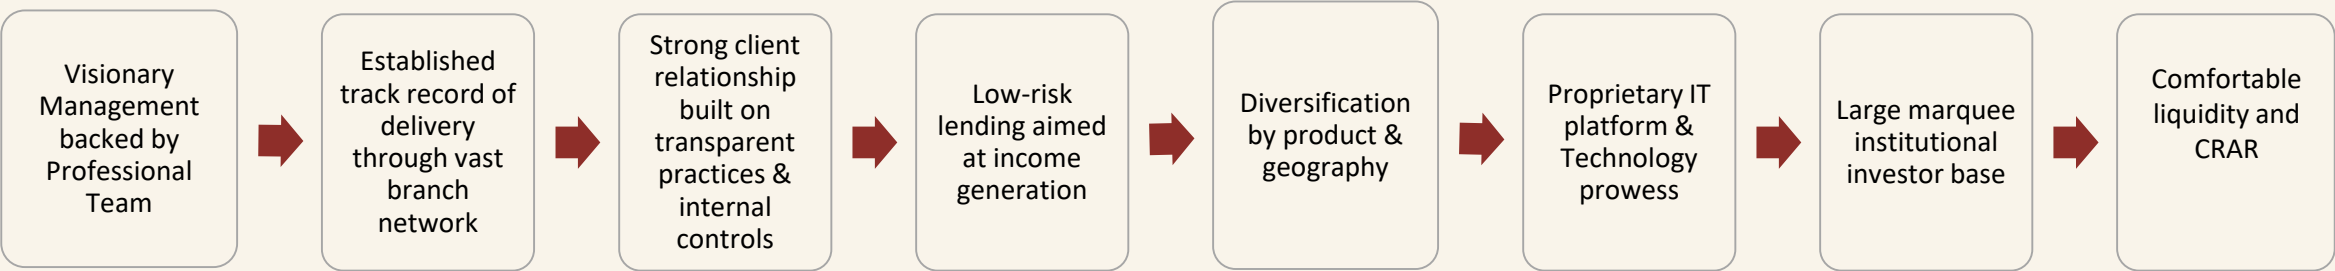 Visionary
Management
backed by
Professional
Team
Established
track record of
delivery
through vast
branch
network
Strong client
relationship
built on
transparent
practices &
internal
controls
Low-risk
lending aimed
at income
generation
Diversification
by product &
geography
Proprietary IT
platform &
Technology
prowess
Large marquee
institutional
investor base
Comfortable
liquidity and
CRAR